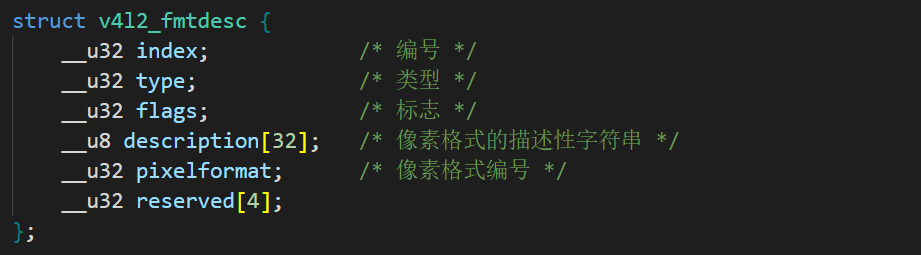 struct v4l2_fmtdesc {
    __u32 index;                /* 编号 */
    __u32 type;                 /* 类型 */
    __u32 flags;                /* 标志 */
    __u8 description[32];       /* 像素格式的描述性字符串 */
    __u32 pixelformat;          /* 像素格式编号 */
    __u32 reserved[4];
};